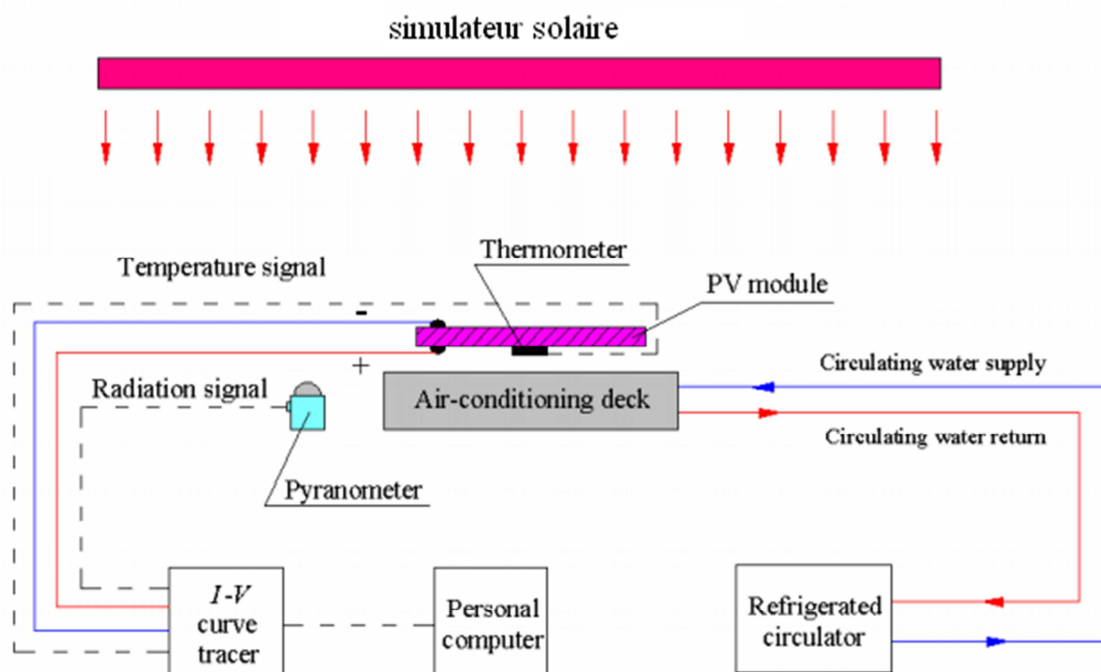 simulateur solaire
Thermometer
Temperature signal
PV module
-
+
Circulating water supply
Radiation signal
Air-conditioning deck
Circulating water return
Pyranometer
I-V
curve
tracer
Personal
computer
Refrigerated
circulator